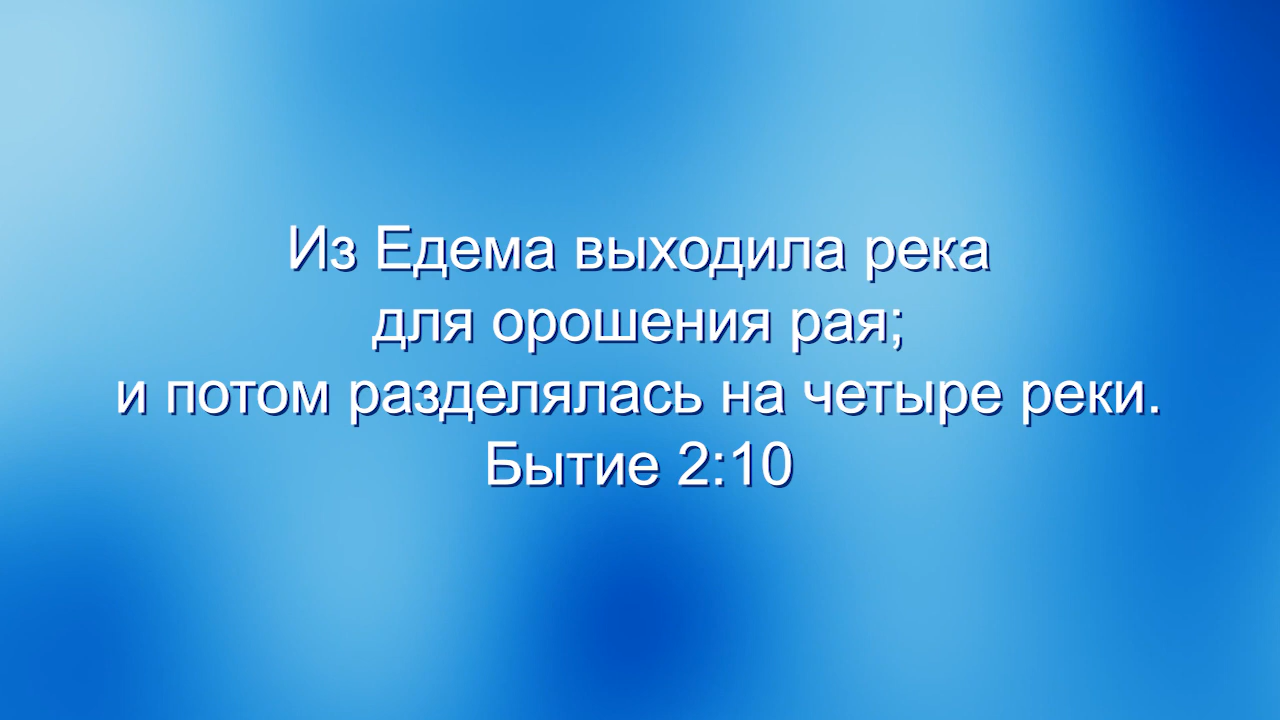 Из Едема выходила река
для орошения рая;
и потом разделялась на четыре реки.
Бытие 2:10